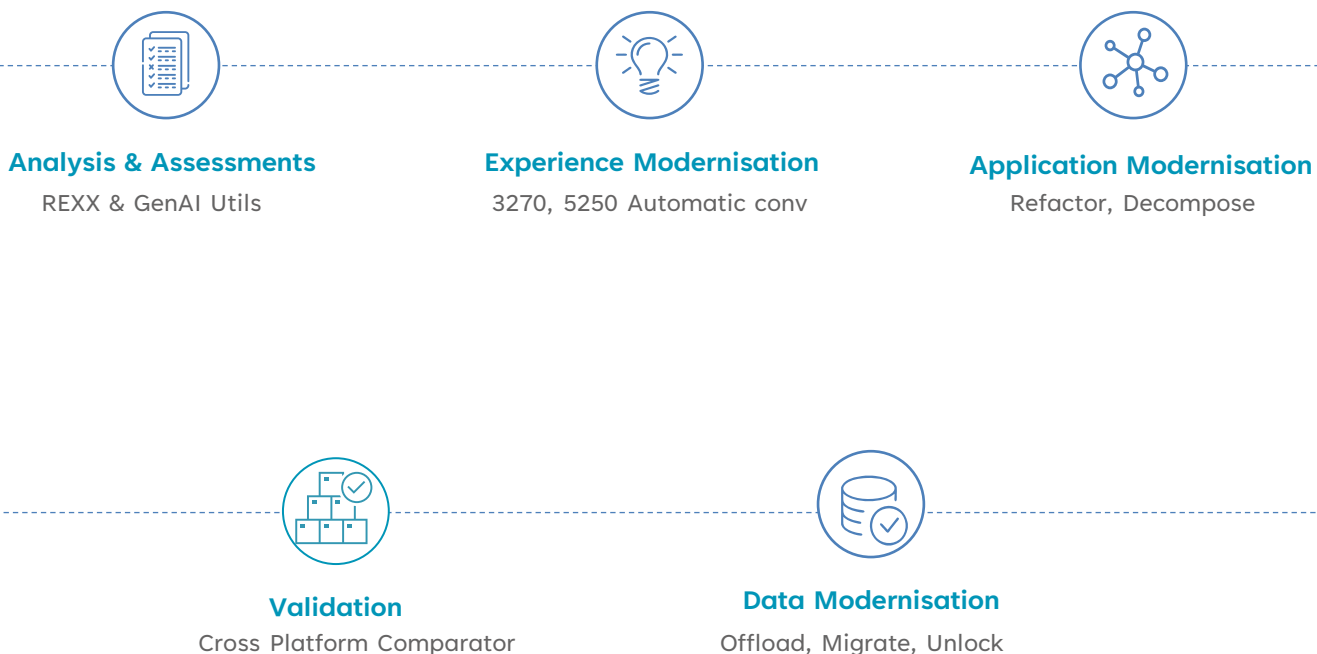 Analysis & Assessments
REXX & GenAI Utils
Experience Modernisation
3270, 5250 Automatic conv
Application Modernisation
Refactor, Decompose
Validation
Cross Platform Comparator
Data Modernisation
Offload, Migrate, Unlock